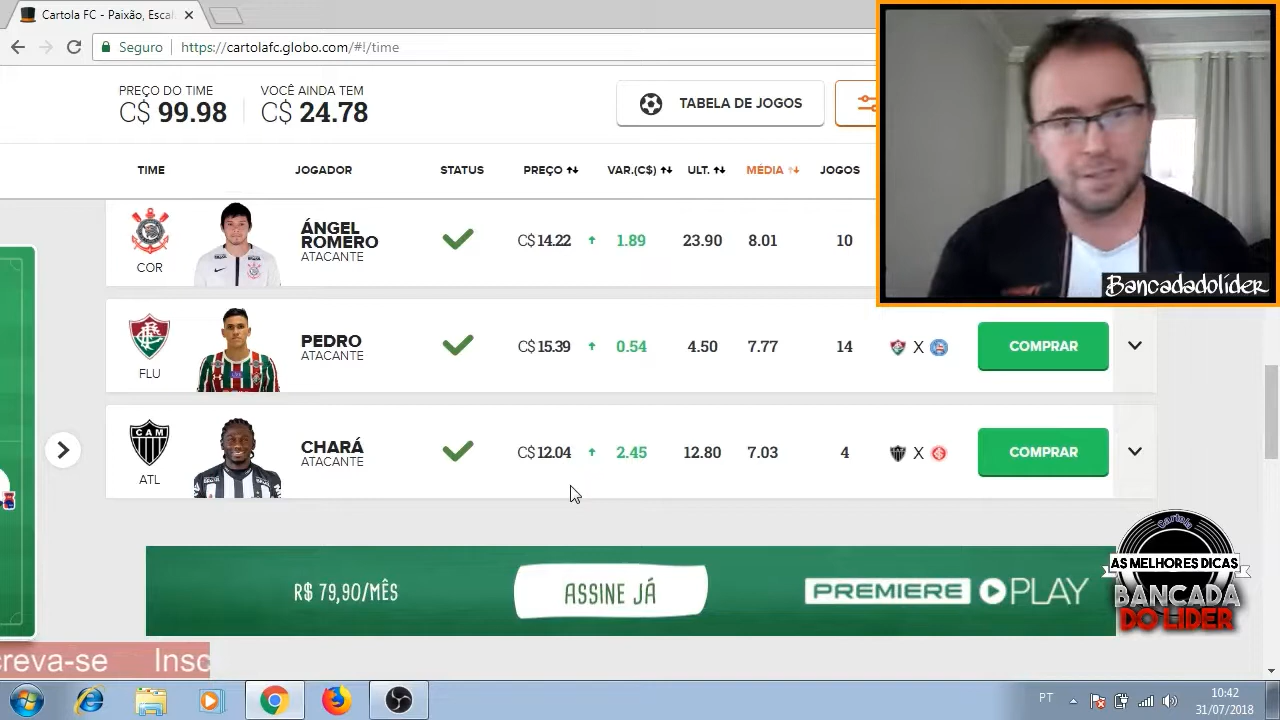 Cartola FC - Paixão, Escal
Seguro
https://cartolafc.globo.com/#!/time
PREÇO DO TIME
C$ 99.98
VOCÊ AINDA TEM
C$ 24.78
TABELA DE JOGOS
TIME JOGADOR STATUS PREÇO VAR.(C$) ULT. MÉDIA JOGOS
COR
ÁNGEL ROMERO
ATACANTE
C$ 14.22 1.89 23.90 8.01 10
Bancadadolíder
FLU
PEDRO
ATACANTE
C$ 15.39 0.54 4.50 7.77 14 X COMPRAR
CAM
ATL
CHARÁ
ATACANTE
C$ 12.04 2.45 12.80 7.03 4 X COMPRAR
R$ 79,90/MÊS
ASSINE JÁ
PREMIERE PLAY
Cartola
AS MELHORES DICAS
BANCADA
DO LIDER
creva-se Insc
PT
10:42
31/07/2018